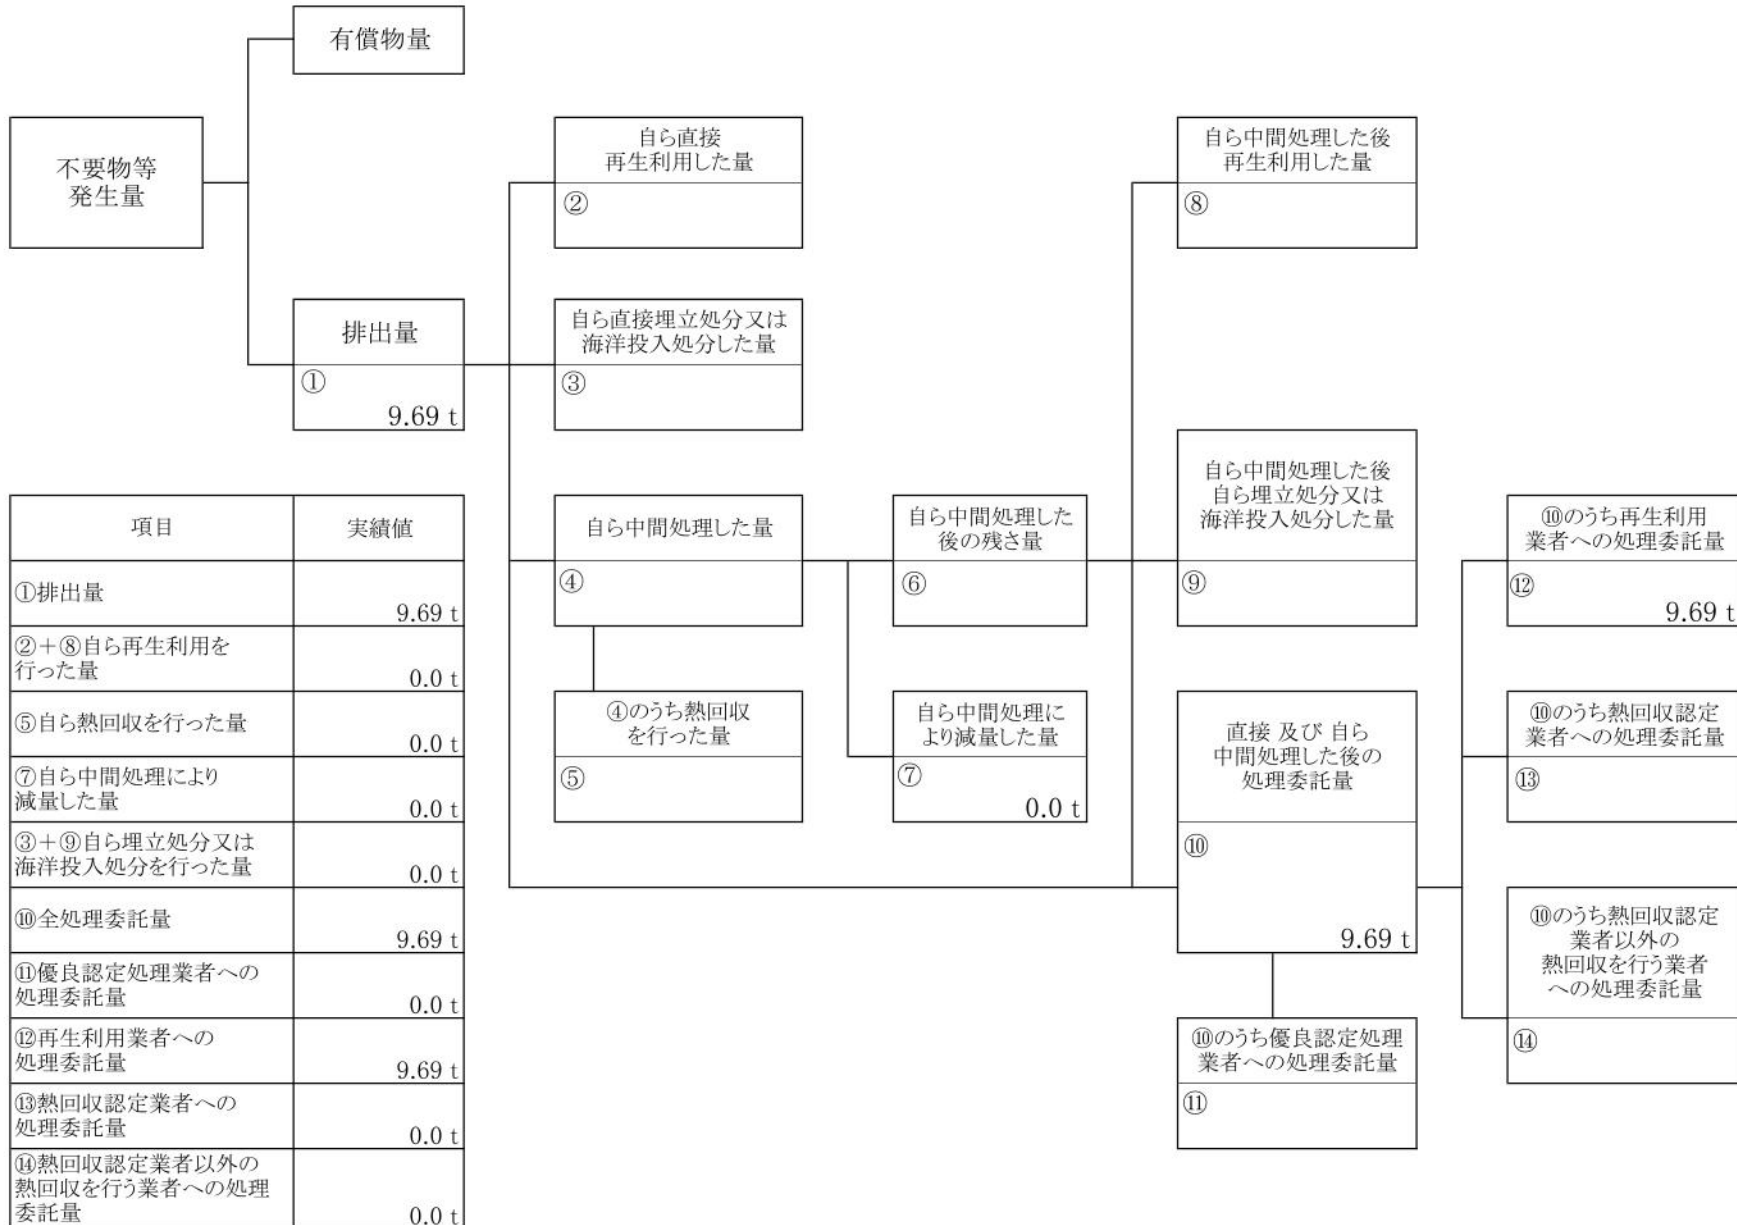 有償物量
不要物等
発生量
自ら直接
再生利用した量
②
自ら中間処理した後
再生利用した量
⑧
排出量
①
9.69 t
自ら直接埋立処分又は
海洋投入処分した量
③
自ら中間処理した量
④
自ら中間処理した
後の残さ量
⑥
自ら中間処理した後
自ら埋立処分又は
海洋投入処分した量
⑨
⑩のうち再生利用
業者への処理委託量
⑫
9.69 t
④のうち熱回収
を行った量
⑤
自ら中間処理に
より減量した量
⑦
0.0 t
直接 及び 自ら
中間処理した後の
処理委託量
⑩
9.69 t
⑩のうち熱回収認定
業者への処理委託量
⑬
⑩のうち熱回収認定
業者以外の
熱回収を行う業者
への処理委託量
⑭
⑩のうち優良認定処理
業者への処理委託量
⑪
項目 実績値
①排出量
9.69 t
②＋⑧自ら再生利用を
行った量
0.0 t
⑤自ら熱回収を行った量
0.0 t
⑦自ら中間処理により
減量した量
0.0 t
③＋⑨自ら埋立処分又は
海洋投入処分を行った量
0.0 t
⑩全処理委託量
9.69 t
⑪優良認定処理業者への
処理委託量
0.0 t
⑫再生利用業者への
処理委託量
9.69 t
⑬熱回収認定業者への
処理委託量
0.0 t
⑭熱回収認定業者以外の
熱回収を行う業者への処理
委託量
0.0 t